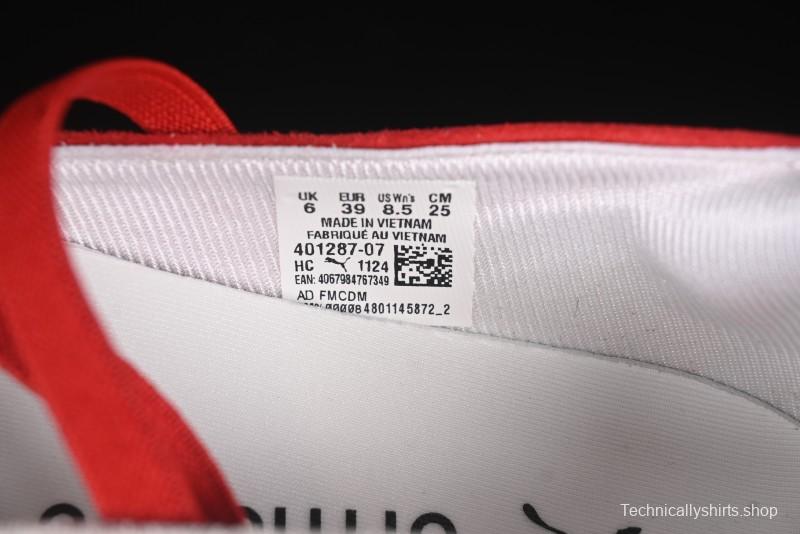 UK EUR US Wn's CM
6 39 8.5 25
MADE IN VIETNAM
FABRIQUÉ AU VIETNAM
401287-07
HC 1124
EAN: 4067984767349
AD FMCDM
4801145872_2
Technicallyshirts.shop